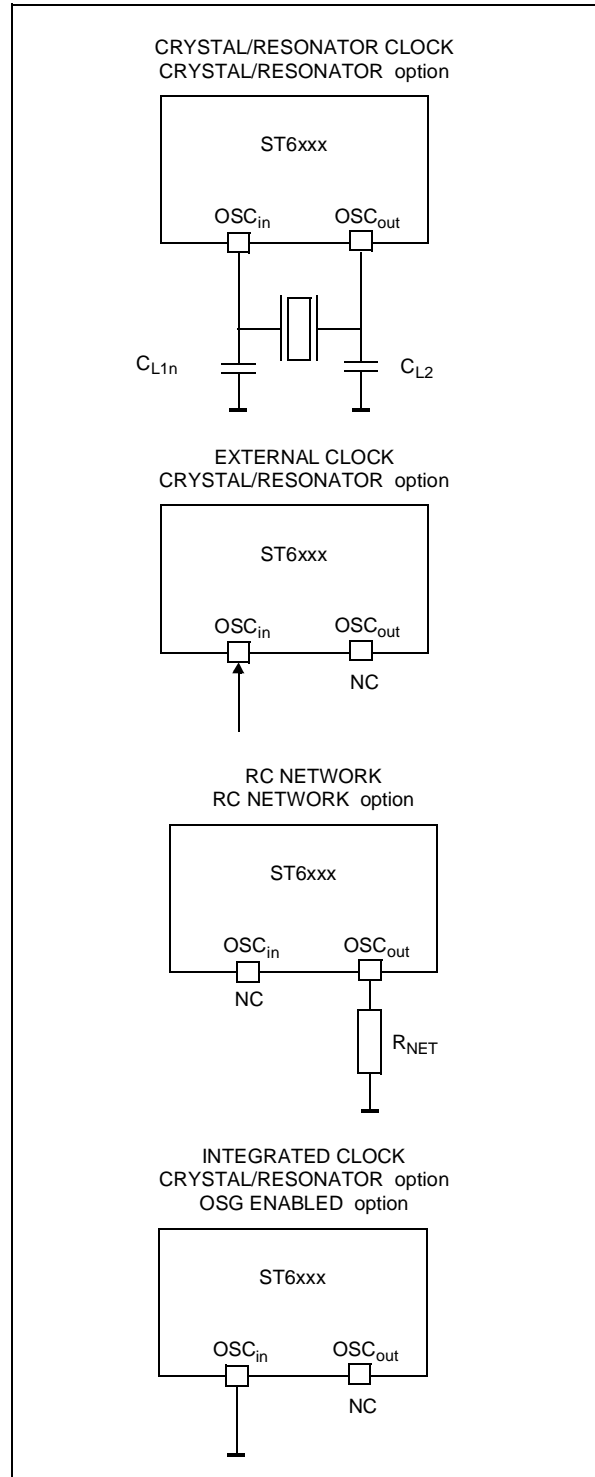 CRYSTAL/RESONATOR CLOCK
CRYSTAL/RESONATOR option
ST6xxx
OSCin OSCout
CL1n CL2
EXTERNAL CLOCK
CRYSTAL/RESONATOR option
ST6xxx
OSCin OSCout
NC
RC NETWORK
RC NETWORK option
ST6xxx
OSCin OSCout
NC
RNET
INTEGRATED CLOCK
CRYSTAL/RESONATOR option
OSG ENABLED option
ST6xxx
OSCin OSCout
NC